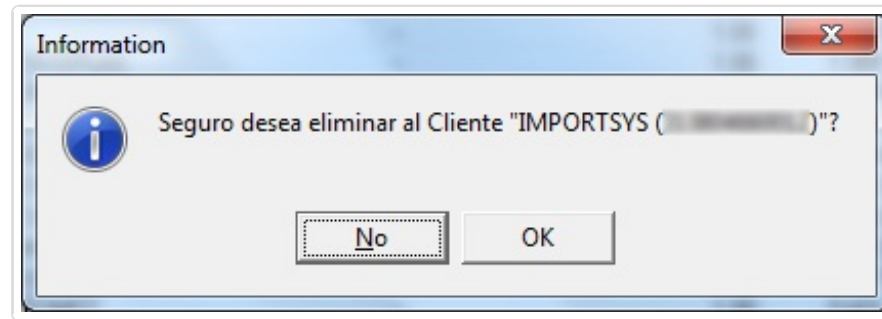 Information
Seguro desea eliminar al Cliente "IMPORTSYS ( )"?
No
OK